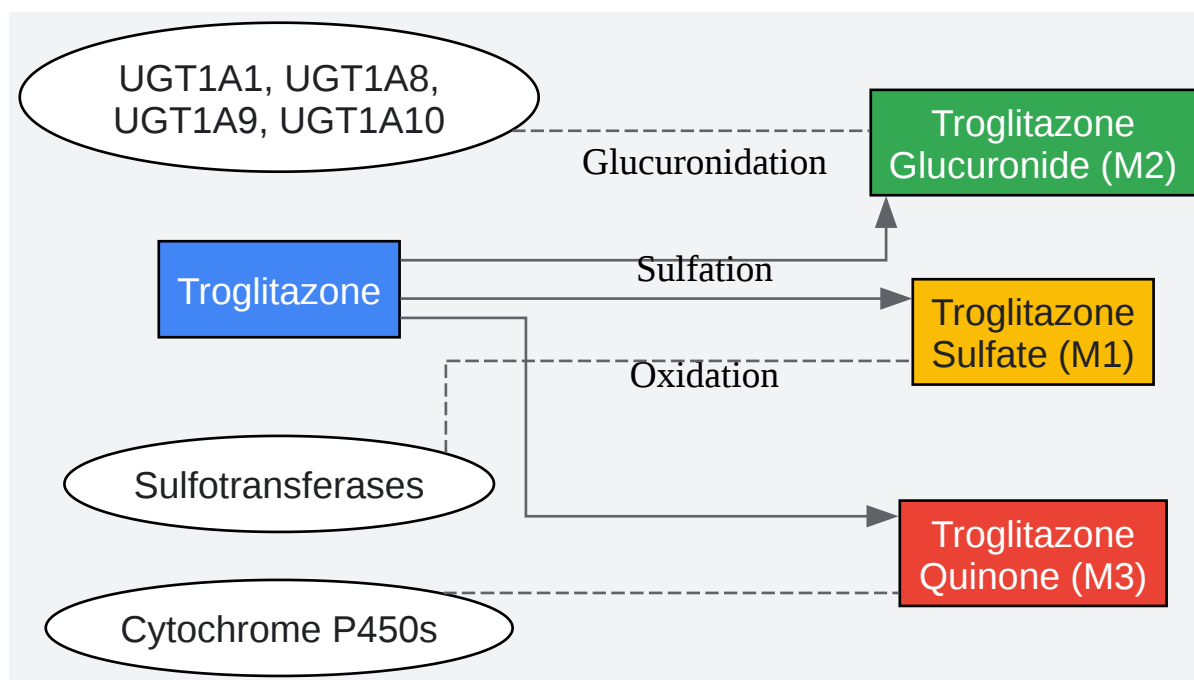 UGT1A1, UGT1A8,
UGT1A9, UGT1A10
Troglitazone
Glucuronide (M2)
Glucuronidation
Troglitazone
Sulfation
Troglitazone
Sulfate (M1)
Oxidation
Sulfotransferases
Troglitazone
Quinone (M3)
Cytochrome P450s